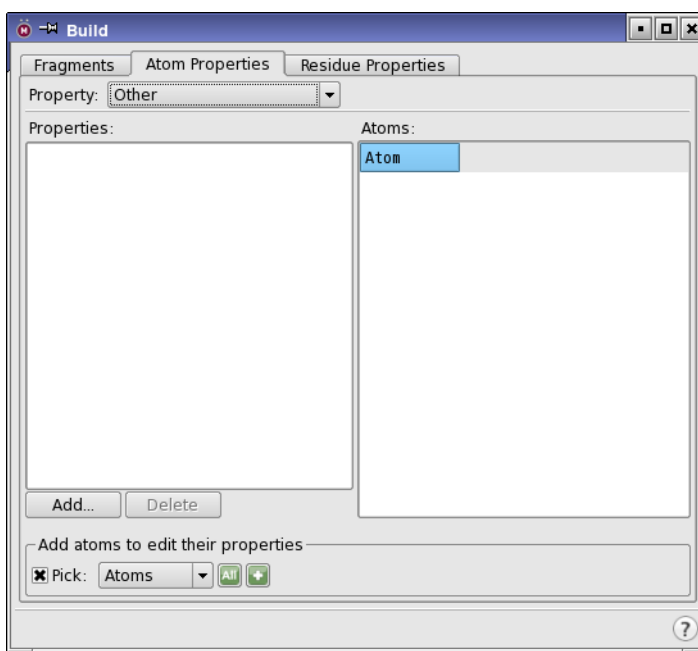 Build
Fragments Atom Properties Residue Properties
Property: Other
Properties: Atoms:
Atom
Add... Delete
Add atoms to edit their properties
Pick: Atoms All
?